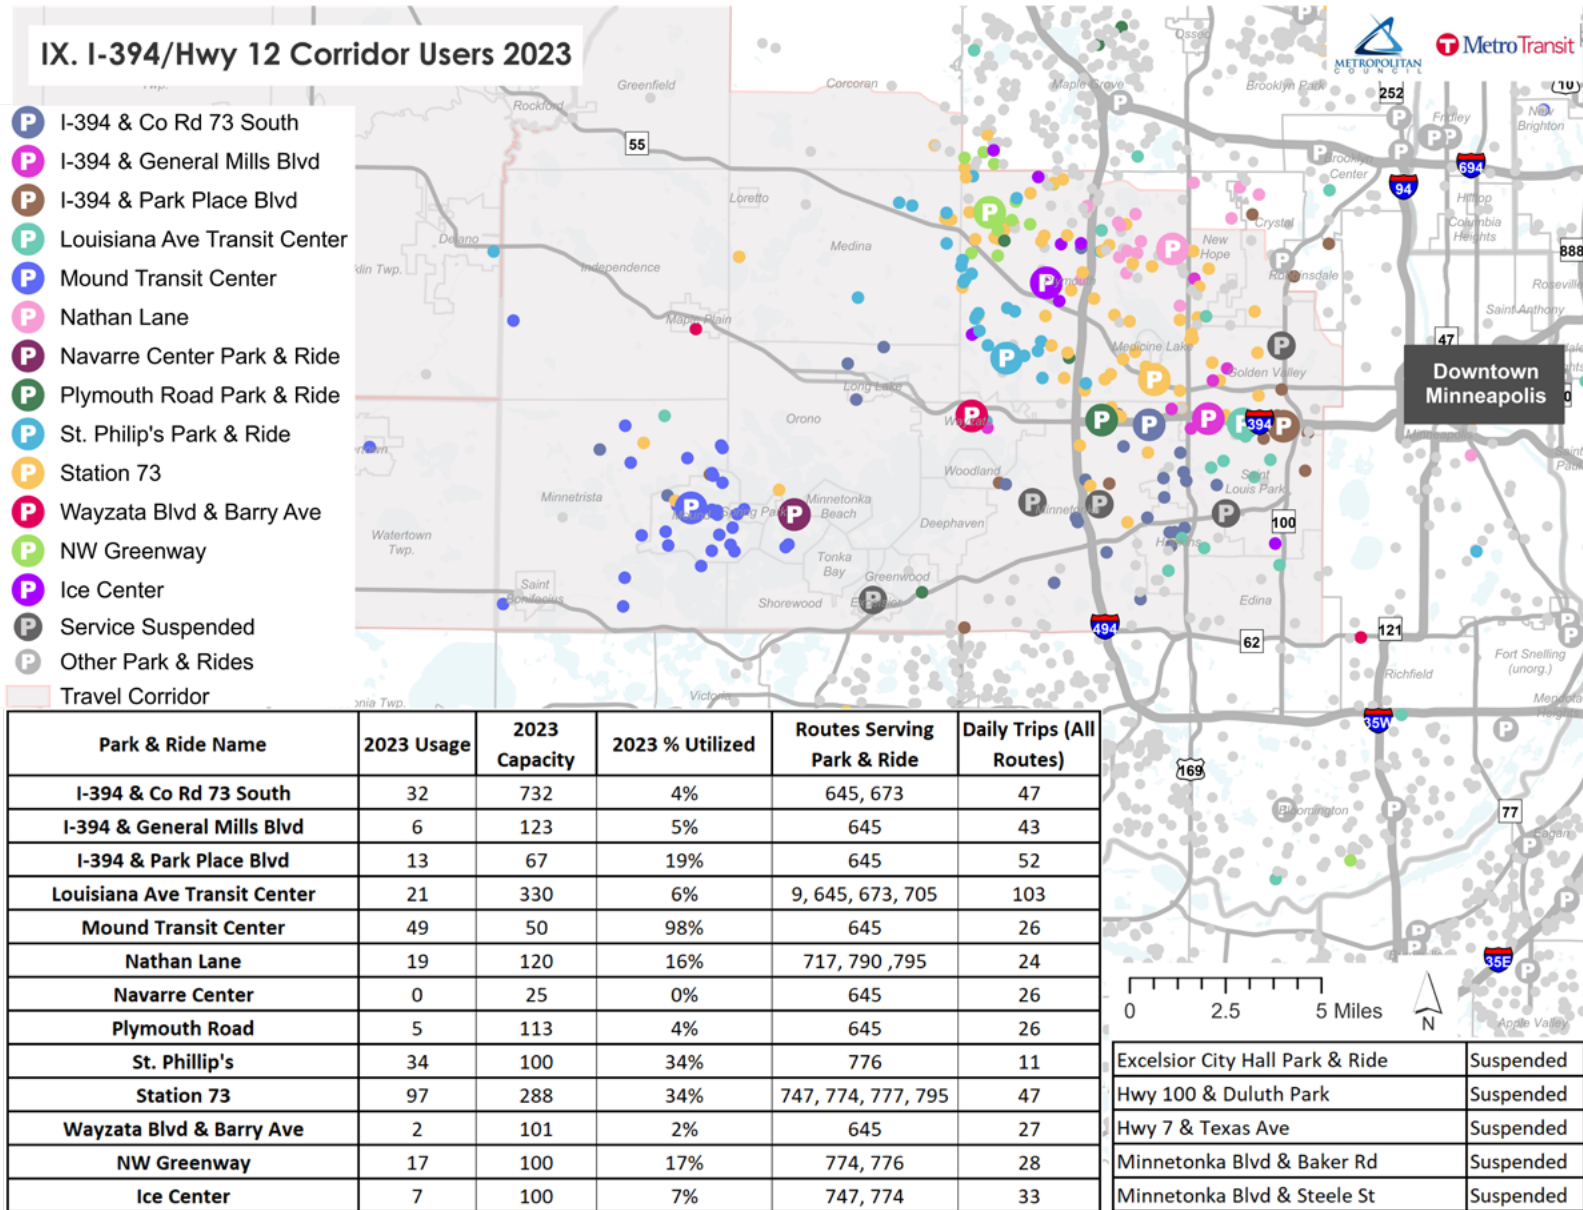 IX. I-394/Hwy 12 Corridor Users 2023
METROPOLITAN
COUNCIL
T MetroTransit
P I-394 & Co Rd 73 South
P I-394 & General Mills Blvd
P I-394 & Park Place Blvd
P Louisiana Ave Transit Center
P Mound Transit Center
P Nathan Lane
P Navarre Center Park & Ride
P Plymouth Road Park & Ride
P St. Philip's Park & Ride
P Station 73
P Wayzata Blvd & Barry Ave
P NW Greenway
P Ice Center
P Service Suspended
P Other Park & Rides
Travel Corridor
Twp.
Greenfield
Corcoran
Rockford
Maple Grove
Osseo
Brooklyn Park
252
10
New
Brighton
Fridley
55
Brooklyn
Center
694
94
Hilltop
Columbia
Heights
888
Loretto
Crystal
New
Hope
Delano
Medina
Independence
Plymouth
Robbinsdale
Roseville
Saint Anthony
Maple Plain
47
Medicine Lake
Golden Valley
Downtown
Minneapolis
Long Lake
Orono
394
Minneapolis
Woodland
Saint
Louis Park
Minnetrista
Spring Park
Minnetonka
Beach
Minnetonka
Deephaven
100
Watertown
Twp.
Hopkins
Tonka
Bay
Greenwood
Saint
Bonifacius
Shorewood
Excelsior
Edina
494
62
121
Richfield
Fort Snelling
(unorg.)
Victoria
Mendota
Heights
35W
169
Bloomington
77
Eagan
35E
Apple Valley
0 2.5 5 Miles
N
Park & Ride Name 2023 Usage 2023 Capacity 2023 % Utilized Routes Serving Park & Ride Daily Trips (All Routes)
I-394 & Co Rd 73 South 32 732 4% 645, 673 47
I-394 & General Mills Blvd 6 123 5% 645 43
I-394 & Park Place Blvd 13 67 19% 645 52
Louisiana Ave Transit Center 21 330 6% 9, 645, 673, 705 103
Mound Transit Center 49 50 98% 645 26
Nathan Lane 19 120 16% 717, 790 ,795 24
Navarre Center 0 25 0% 645 26
Plymouth Road 5 113 4% 645 26
St. Phillip's 34 100 34% 776 11
Station 73 97 288 34% 747, 774, 777, 795 47
Wayzata Blvd & Barry Ave 2 101 2% 645 27
NW Greenway 17 100 17% 774, 776 28
Ice Center 7 100 7% 747, 774 33
Excelsior City Hall Park & Ride Suspended
Hwy 100 & Duluth Park Suspended
Hwy 7 & Texas Ave Suspended
Minnetonka Blvd & Baker Rd Suspended
Minnetonka Blvd & Steele St Suspended